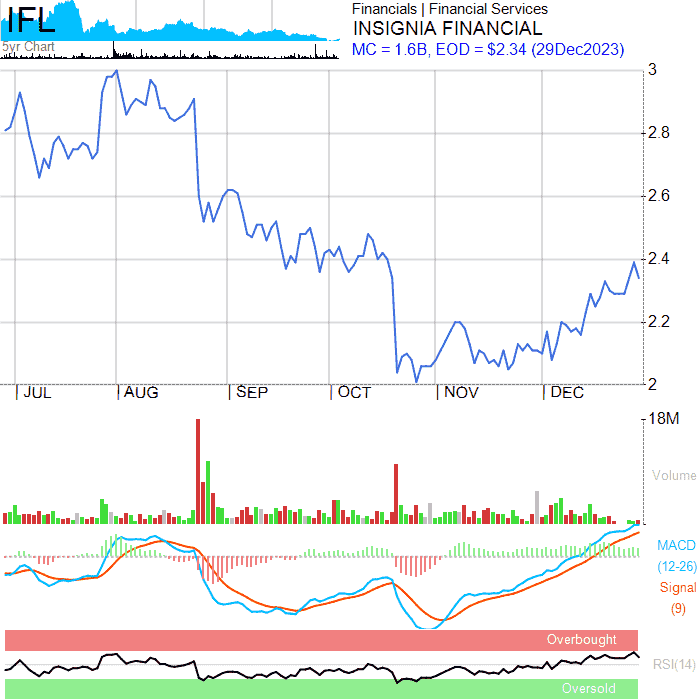 Financials | Financial Services
IFL
INSIGNIA FINANCIAL
5yr Chart
MC = 1.6B, EOD = $2.34 (29Dec2023)
3
2.8
2.6
2.4
2.2
2
JUL AUG SEP OCT NOV DEC
18M
Volume
MACD
(12-26)
Signal
(9)
Overbought
RSI(14)
Oversold